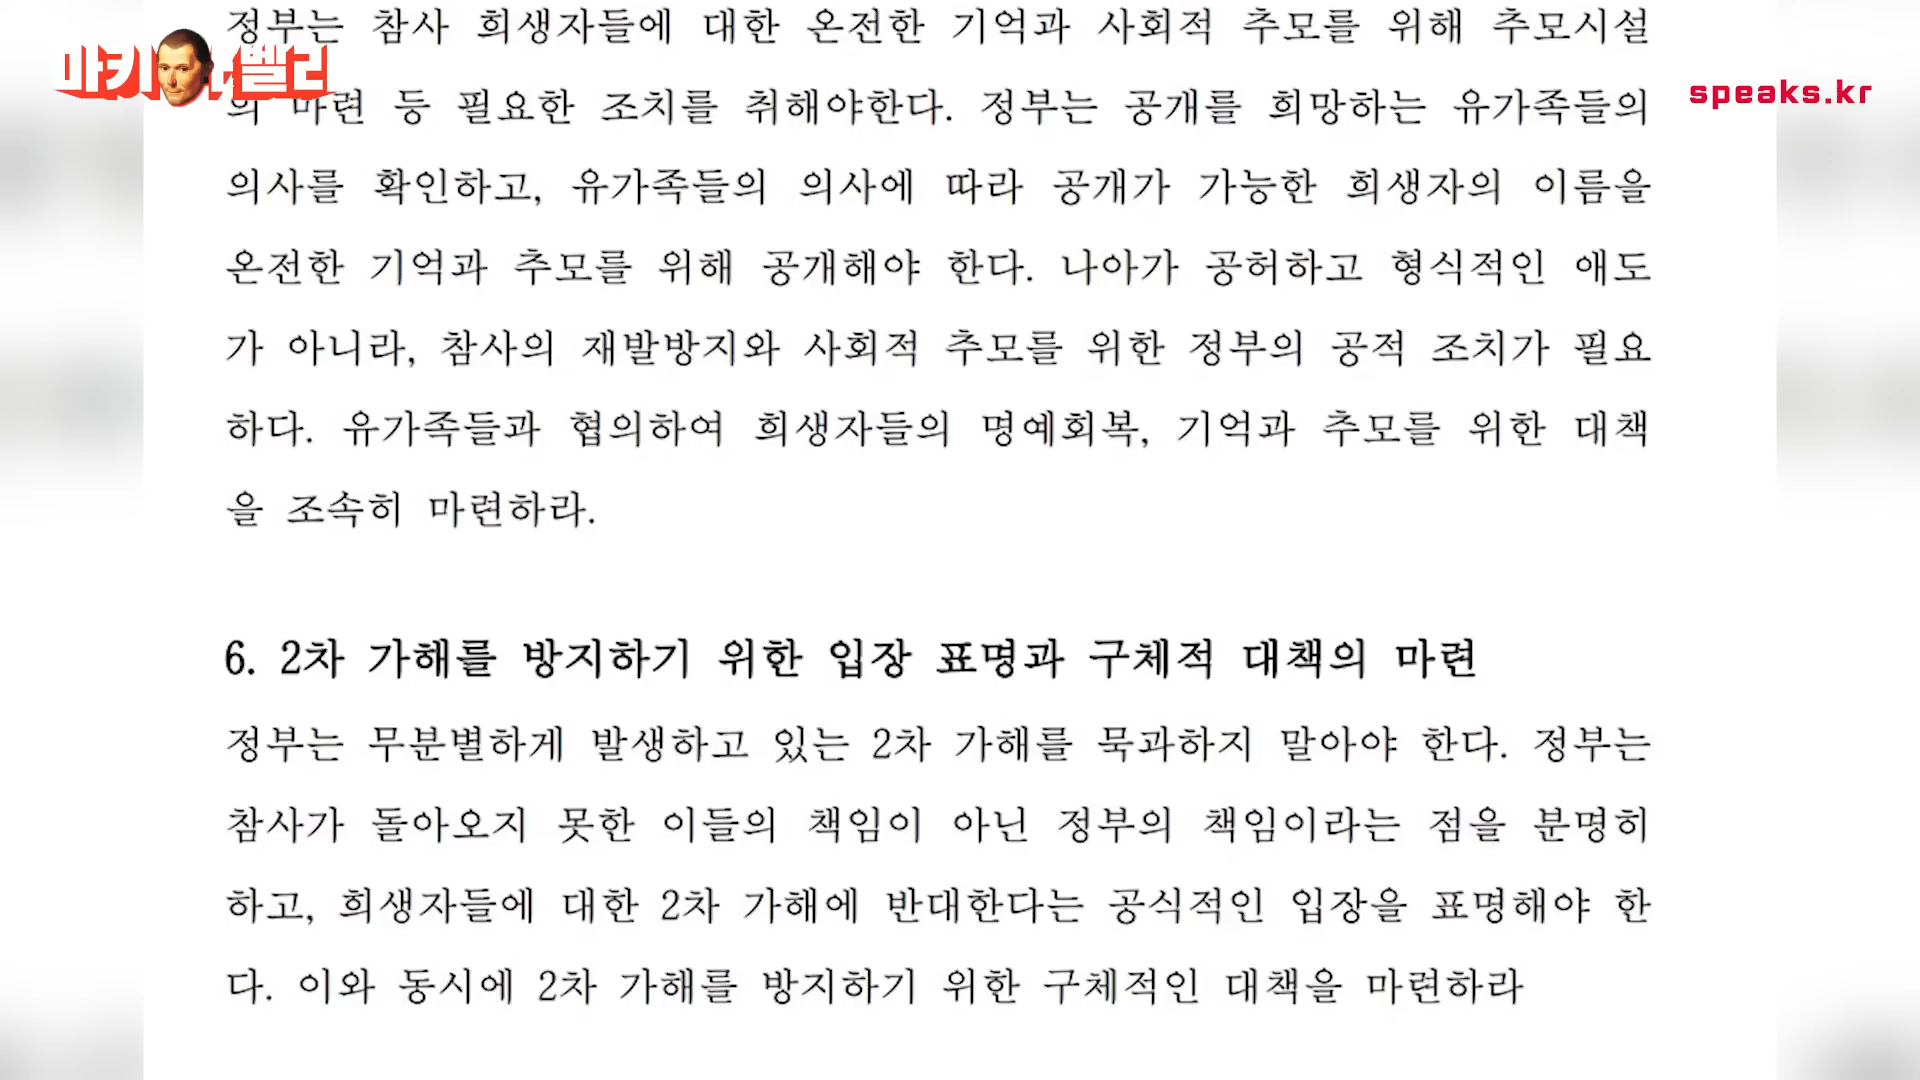 정부는 참사 희생자들에 대한 온전한 기억과 사회적 추모를 위해 추모시설
마키 벨리
speaks.kr
의 마련 등 필요한 조치를 취해야한다. 정부는 공개를 희망하는 유가족들의
의사를 확인하고, 유가족들의 의사에 따라 공개가 가능한 희생자의 이름을
온전한 기억과 추모를 위해 공개해야 한다. 나아가 공허하고 형식적인 애도
가 아니라, 참사의 재발방지와 사회적 추모를 위한 정부의 공적 조치가 필요
하다. 유가족들과 협의하여 희생자들의 명예회복, 기억과 추모를 위한 대책
을 조속히 마련하라.
6. 2차 가해를 방지하기 위한 입장 표명과 구체적 대책의 마련
정부는 무분별하게 발생하고 있는 2차 가해를 묵과하지 말아야 한다. 정부는
참사가 돌아오지 못한 이들의 책임이 아닌 정부의 책임이라는 점을 분명히
하고, 희생자들에 대한 2차 가해에 반대한다는 공식적인 입장을 표명해야 한
다. 이와 동시에 2차 가해를 방지하기 위한 구체적인 대책을 마련하라